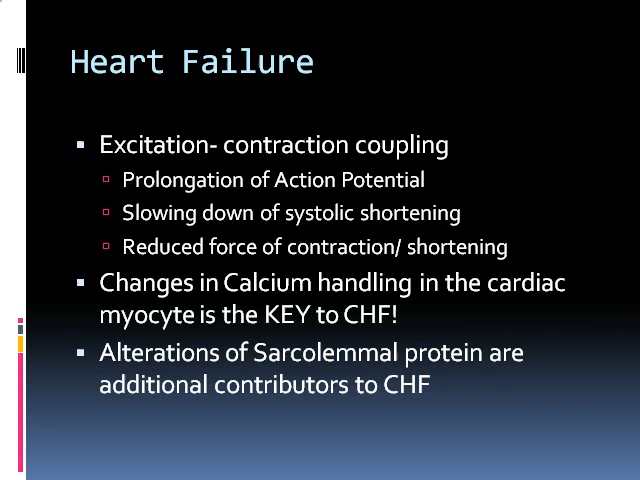 Heart Failure
Excitation- contraction coupling
Prolongation of Action Potential
Slowing down of systolic shortening
Reduced force of contraction/ shortening
Changes in Calcium handling in the cardiac
myocyte is the KEY to CHF!
Alterations of Sarcolemmal protein are
additional contributors to CHF